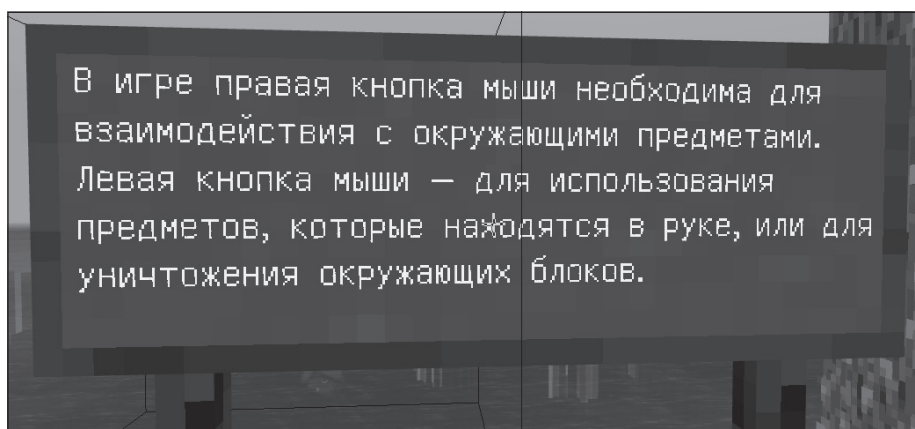 В игре правая кнопка мыши необходима для
взаимодействия с окружающими предметами.
Левая кнопка мыши — для использования
предметов, которые находятся в руке, или для
уничтожения окружающих блоков.